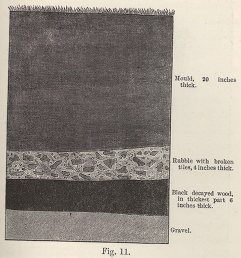 Mould, 20 inches
thick.
Rubble with broken
tiles, 4 inches thick.
Black decayed wood,
in thickest part 6
inches thick.
Gravel.
Fig. 11.